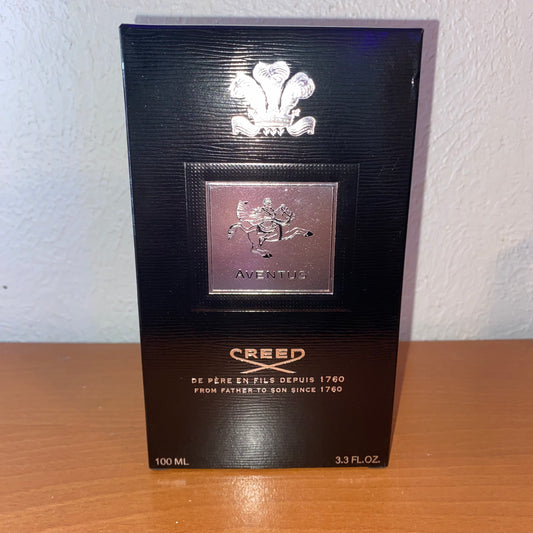 AVENTUS
CREED
DE PÈRE EN FILS DEPUIS 1760
FROM FATHER TO SON SINCE 1760
100 ML 3.3 FL.OZ.